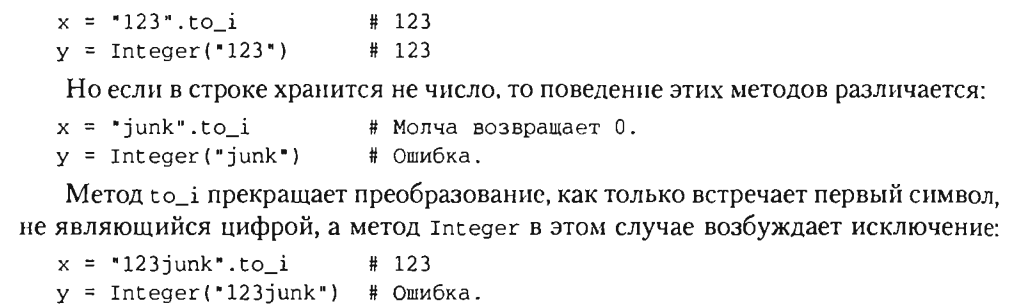 x = "123".to_i # 123
y = Integer("123") # 123
Но если в строке хранится не число, то поведение этих методов различается:
x = "junk".to_i # Молча возвращает 0.
y = Integer("junk") # Ошибка.
Метод to_i прекращает преобразование, как только встречает первый символ,
не являющийся цифрой, а метод Integer в этом случае возбуждает исключение:
x = "123junk".to_i # 123
y = Integer("123junk") # Ошибка.